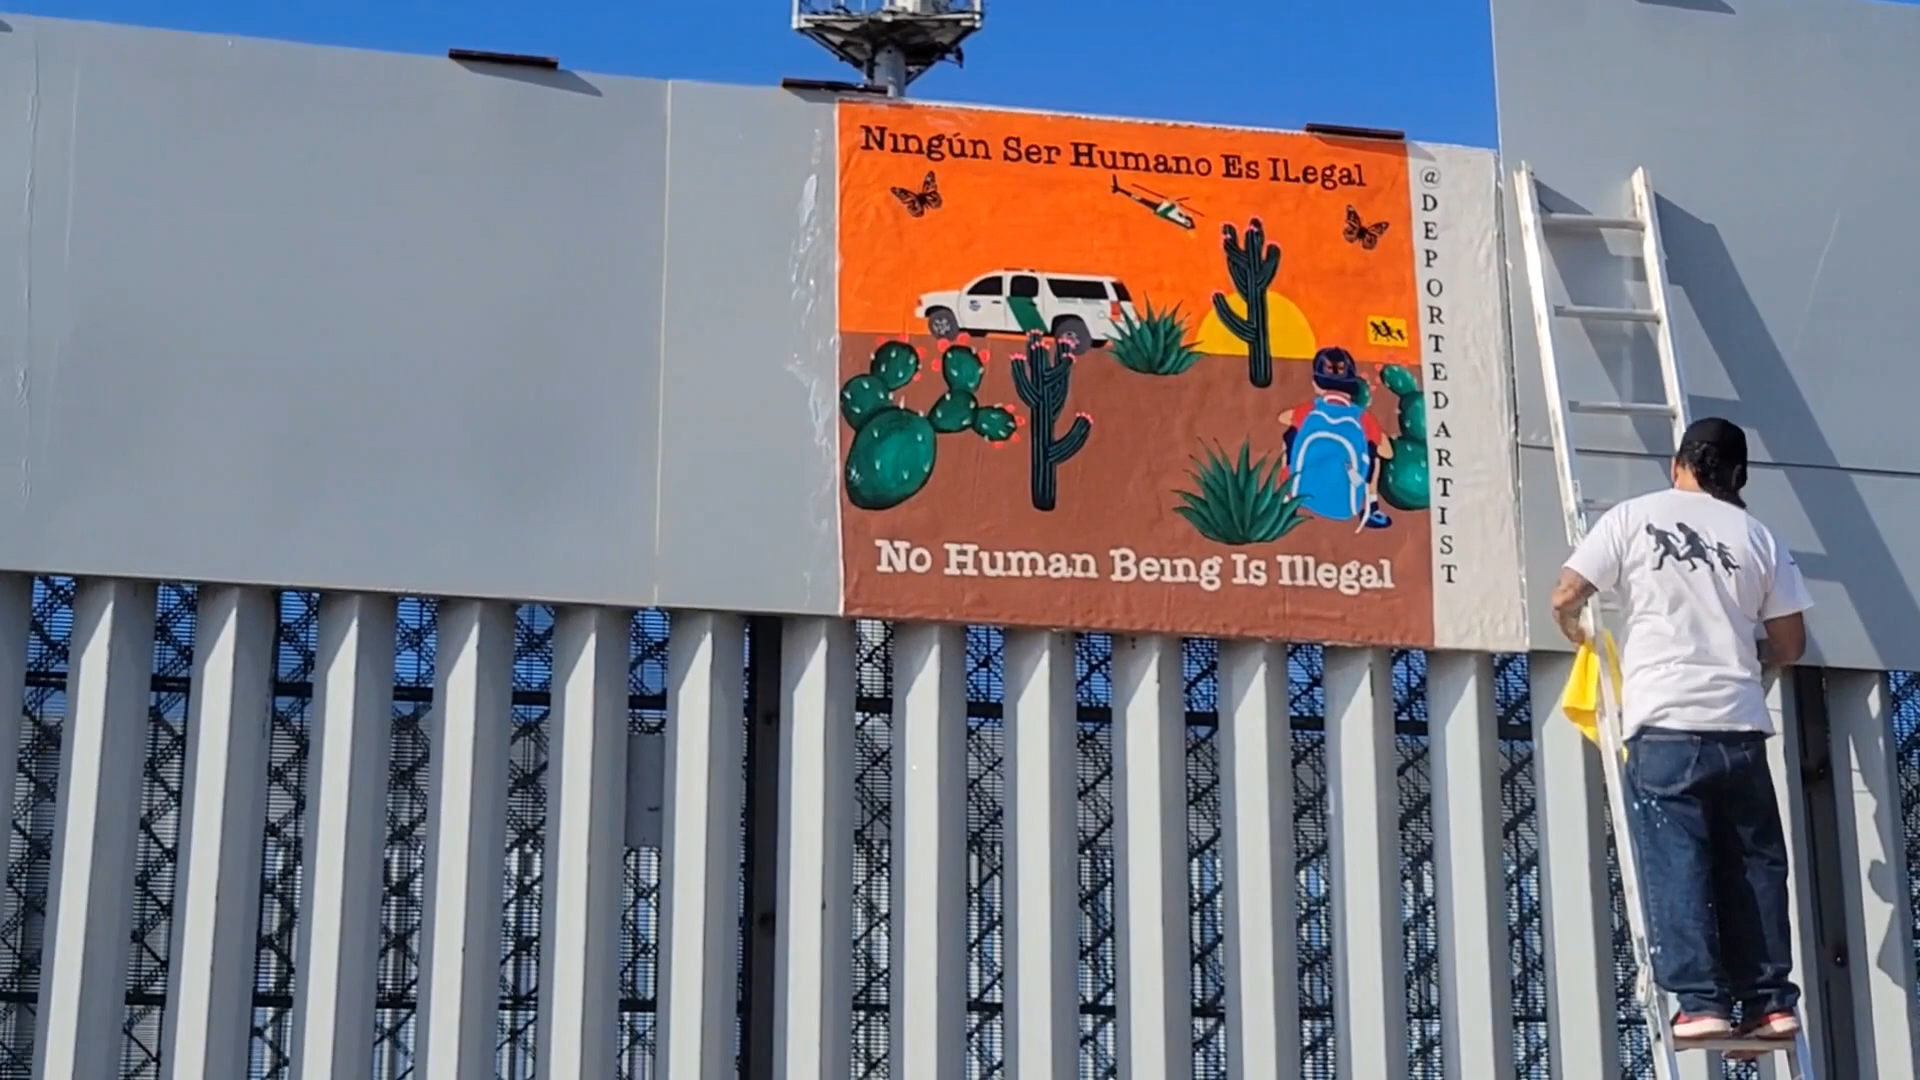 Ningún Ser Humano Es ILegal
@DEPORTEDARTIST
No Human Being Is Illegal